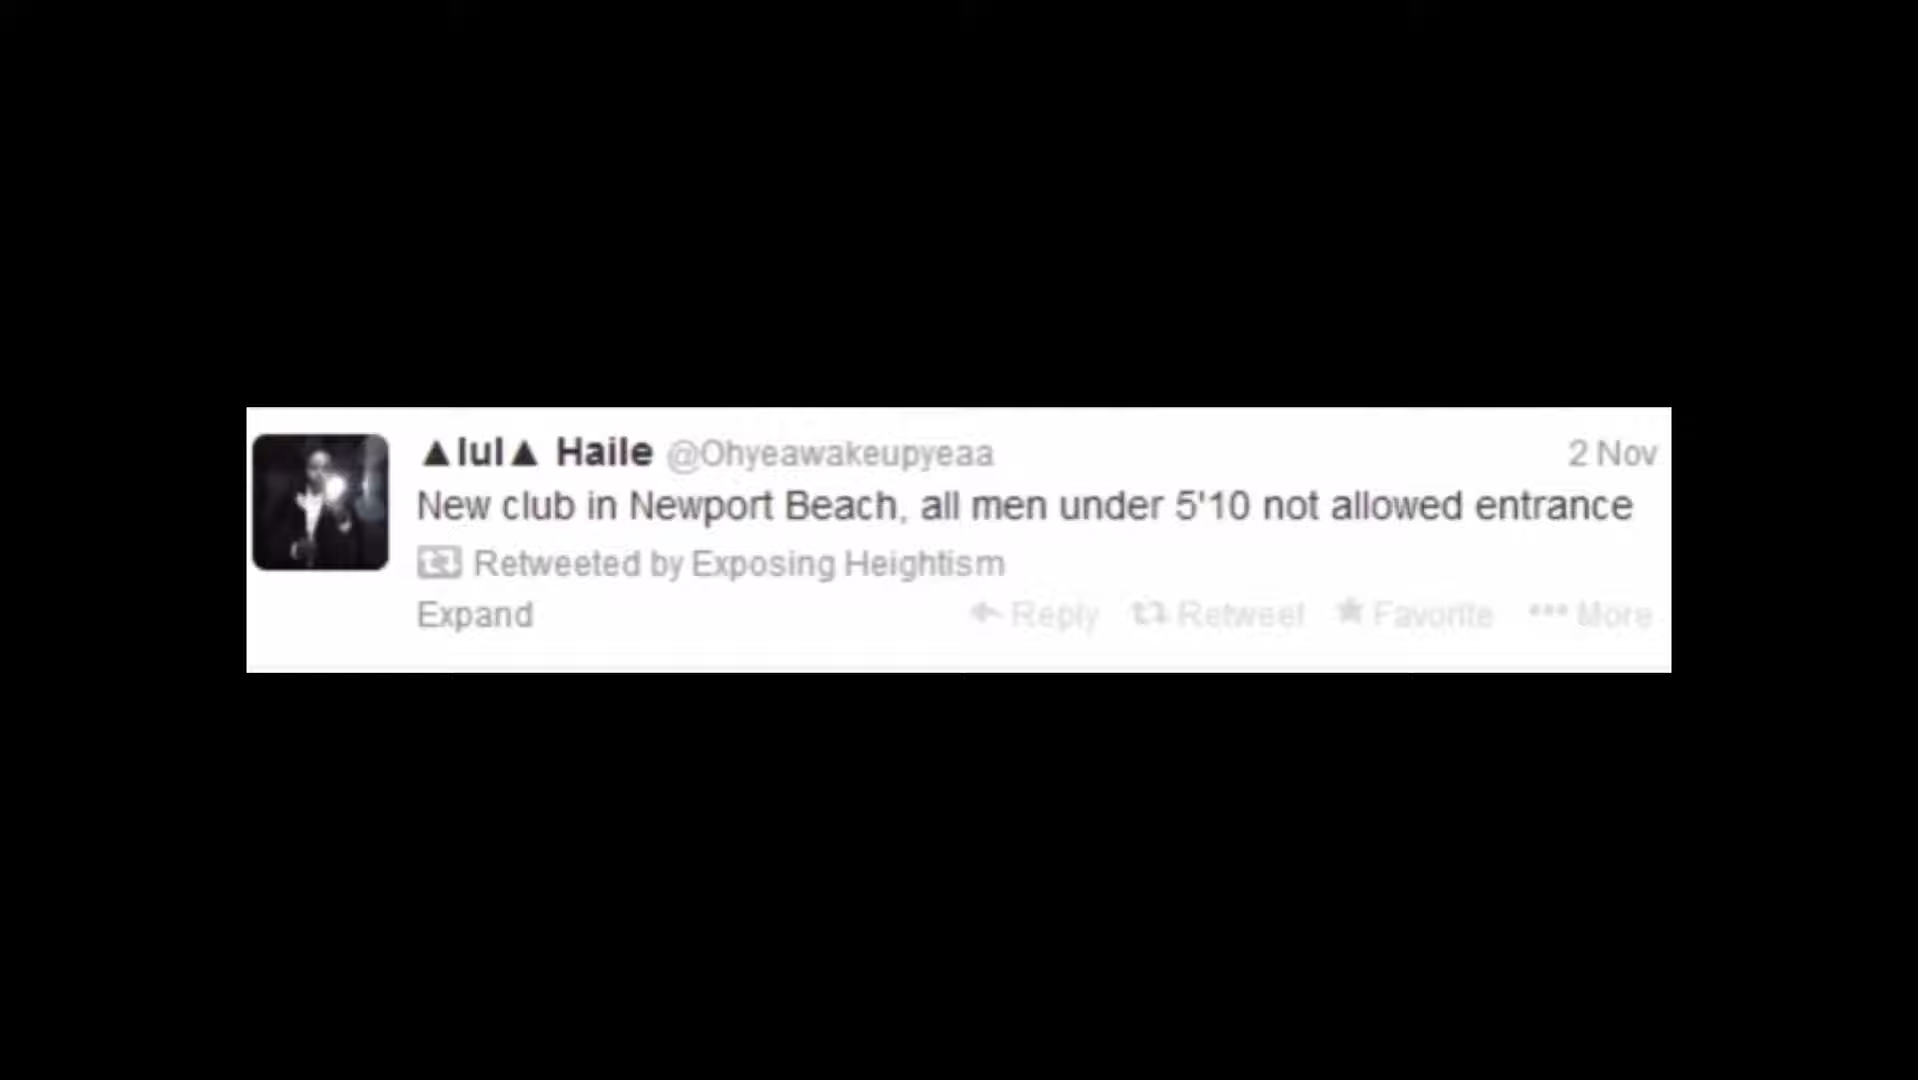 ▲lul▲ Haile @Ohyeawakeupyeaa 2 Nov
New club in Newport Beach, all men under 5'10 not allowed entrance
Retweeted by Exposing Heightism
Expand Reply Retweet Favorite More